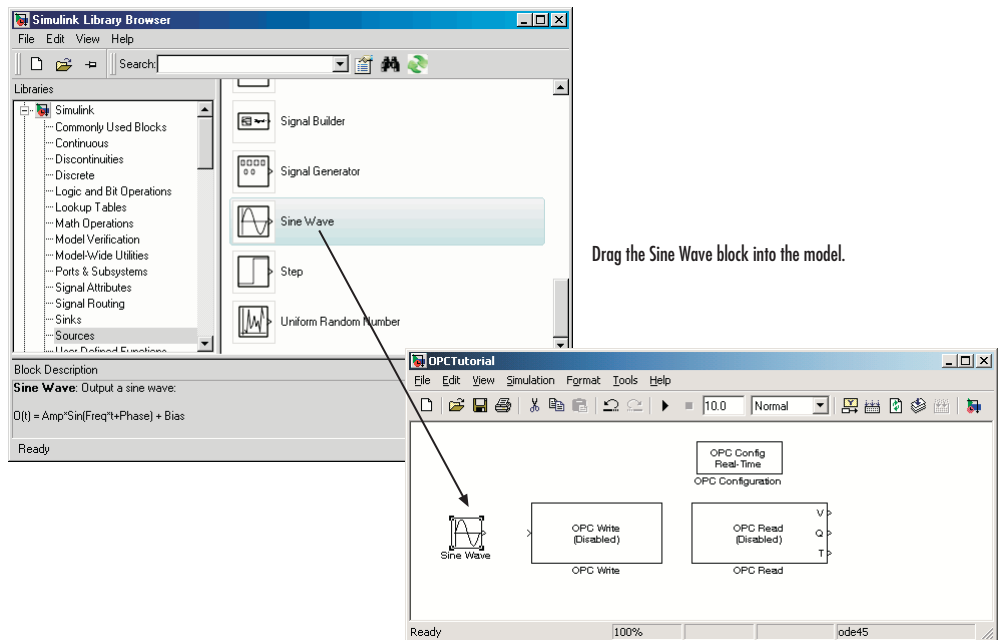 Simulink Library Browser
File Edit View Help
Search:
Libraries
Simulink
Commonly Used Blocks
Continuous
Discontinuities
Discrete
Logic and Bit Operations
Lookup Tables
Math Operations
Model Verification
Model-Wide Utilities
Ports & Subsystems
Signal Attributes
Signal Routing
Sinks
Sources
User-Defined Functions
Signal Builder
Signal Generator
Sine Wave
Step
Uniform Random Number
Block Description
Sine Wave: Output a sine wave:
O(t) = Amp*Sin(Freq*t+Phase) + Bias
Ready
Drag the Sine Wave block into the model.
OPCTutorial
File Edit View Simulation Format Tools Help
10.0 Normal
OPC Config
Real-Time
OPC Configuration
Sine Wave
OPC Write
(Disabled)
OPC Write
OPC Read
(Disabled)
V
Q
T
OPC Read
Ready 100% ode45